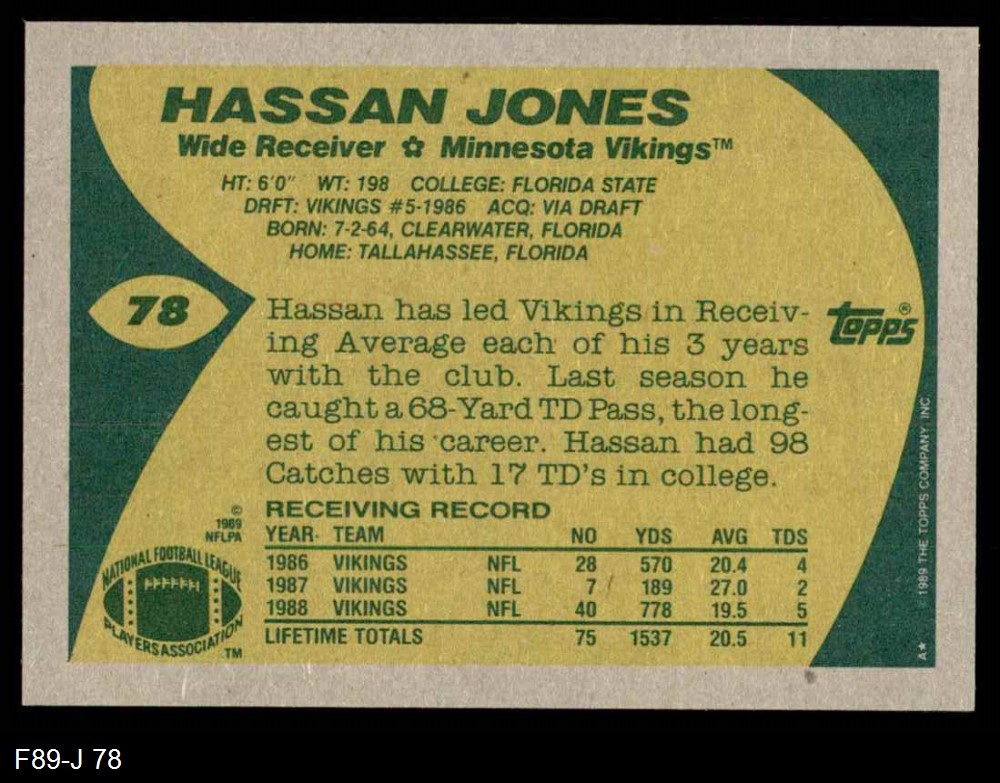 HASSAN JONES
Wide Receiver ✿ Minnesota Vikings™
HT: 6'0" WT: 198 COLLEGE: FLORIDA STATE
DRFT: VIKINGS #5-1986 ACQ: VIA DRAFT
BORN: 7-2-64, CLEARWATER, FLORIDA
HOME: TALLAHASSEE, FLORIDA
78
Hassan has led Vikings in Receiv-
ing Average each of his 3 years
with the club. Last season he
caught a 68-Yard TD Pass, the long-
est of his career. Hassan had 98
Catches with 17 TD's in college.
topps®
RECEIVING RECORD
YEAR TEAM NO YDS AVG TDS
1986 VIKINGS NFL 28 570 20.4 4
1987 VIKINGS NFL 7 189 27.0 2
1988 VIKINGS NFL 40 778 19.5 5
LIFETIME TOTALS 75 1537 20.5 11
©
1989
NFLPA
NATIONAL FOOTBALL LEAGUE
PLAYERS ASSOCIATION
TM
A* ©1989 THE TOPPS COMPANY, INC.
F89-J 78